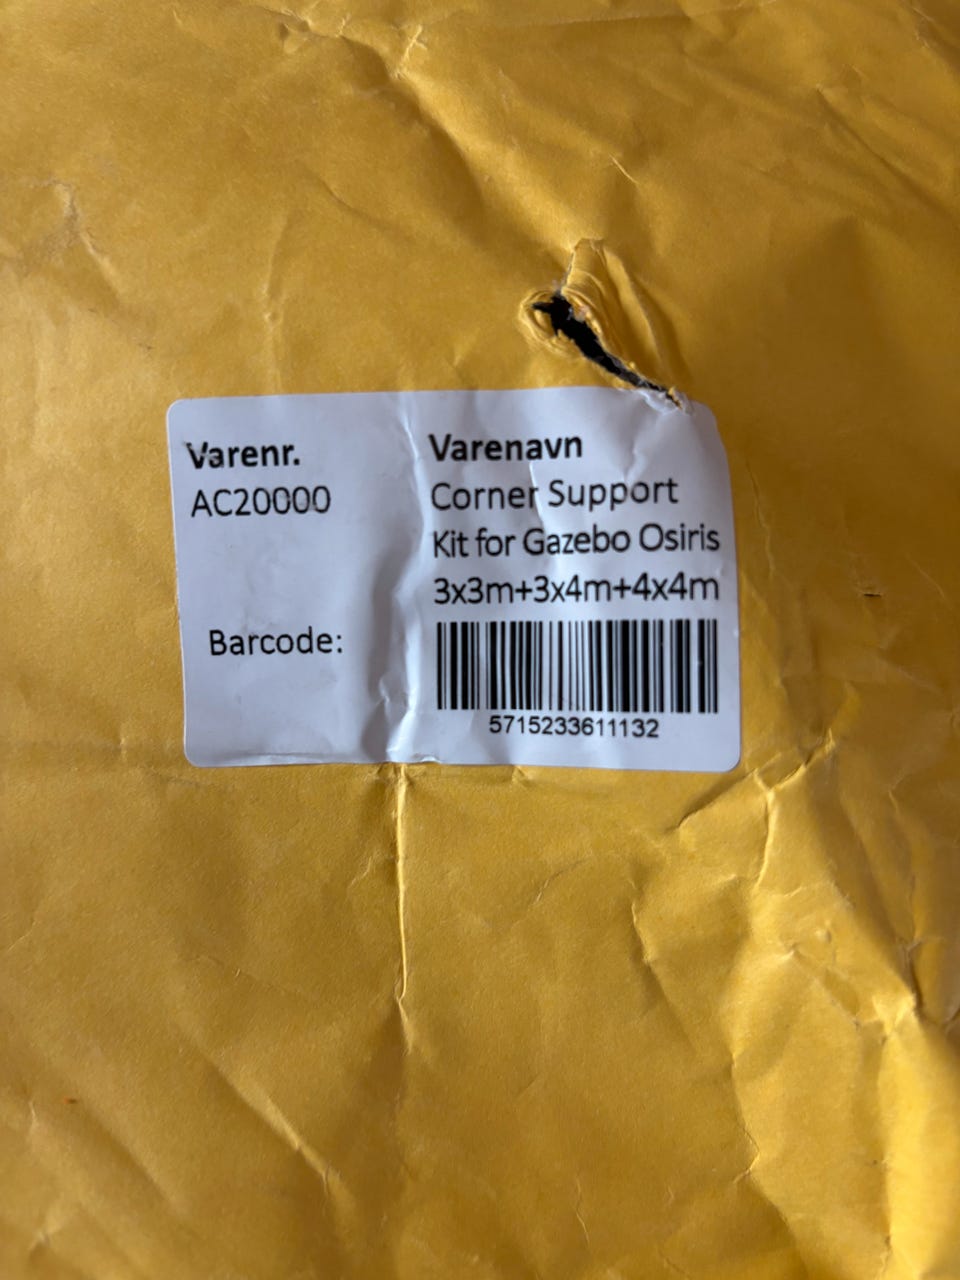 Varenr.
AC20000
Varenavn
Corner Support
Kit for Gazebo Osiris
3x3m+3x4m+4x4m
Barcode:
5715233611132